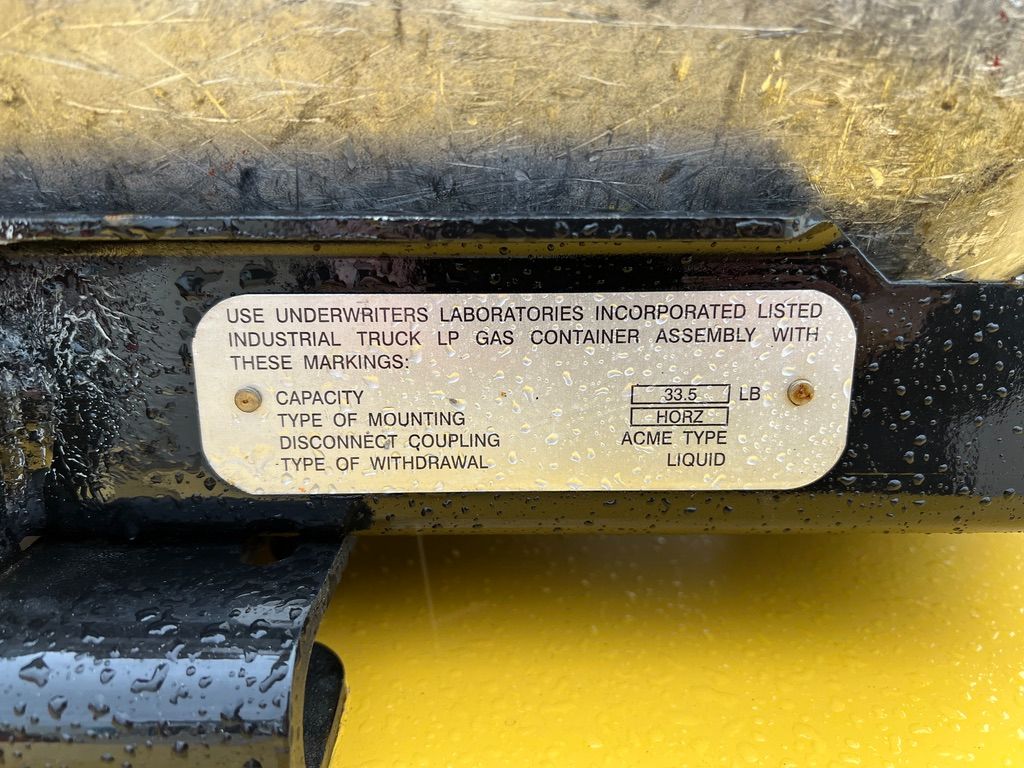 USE UNDERWRITERS LABORATORIES INCORPORATED LISTED
INDUSTRIAL TRUCK LP GAS CONTAINER ASSEMBLY WITH
THESE MARKINGS:
CAPACITY 33.5 LB
TYPE OF MOUNTING HORZ
DISCONNECT COUPLING ACME TYPE
TYPE OF WITHDRAWAL LIQUID